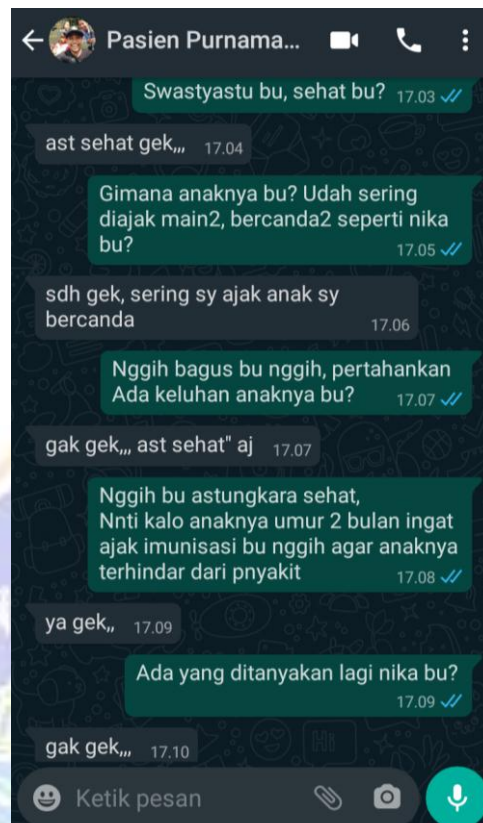 Pasien Purnama...
Swastyastu bu, sehat bu? 17.03
ast sehat gek,,, 17.04
Gimana anaknya bu? Udah sering
diajak main2, bercanda2 seperti nika
bu? 17.05
sdh gek, sering sy ajak anak sy
bercanda 17.06
Nggih bagus bu nggih, pertahankan
Ada keluhan anaknya bu? 17.07
gak gek,,, ast sehat" aj 17.07
Nggih bu astungkara sehat,
Nnti kalo anaknya umur 2 bulan ingat
ajak imunisasi bu nggih agar anaknya
terhindar dari pnyakit 17.08
ya gek,, 17.09
Ada yang ditanyakan lagi nika bu?
17.09
gak gek,,, 17.10
Ketik pesan